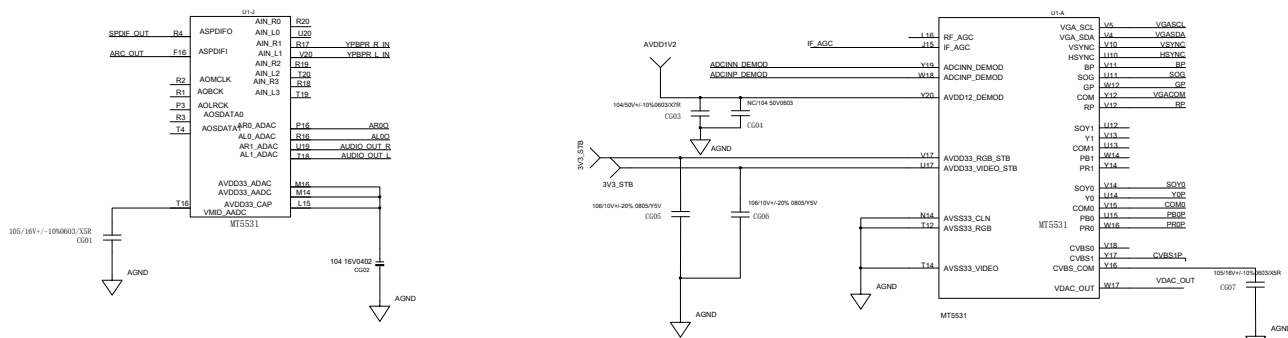 U1-J
SPDIF_OUT R4 ASPDIFO
ARC_OUT F16 ASPDIFI
R2 AOMCLK
R1 AOBCK
P3 AOLRCK
R3 AOSDATA0
T4 AOSDATA1
AIN_R0 R20
AIN_L0 U20
AIN_R1 R17 YPBPR_R_IN
AIN_L1 V20 YPBPR_L_IN
AIN_R2 R19
AIN_L2 T20
AIN_R3 R18
AIN_L3 T19
AR0_ADAC P16 AR0O
AL0_ADAC R16 AL0O
AR1_ADAC U19 AUDIO_OUT_R
AL1_ADAC T18 AUDIO_OUT_L
AVDD33_ADAC M16
AVDD33_AADC M14
AVDD33_CAP L15
T16 VMID_AADC
MT5531
105/16V+/-10%0603/X5R
CG01
AGND
104 16V0402
CG02
AGND
U1-A
L16 RF_AGC
IF_AGC J15 IF_AGC
AVDD1V2
ADCINN_DEMOD Y19 ADCINN_DEMOD
ADCINP_DEMOD W18 ADCINP_DEMOD
Y20 AVDD12_DEMOD
104/50V+/-10%0603/X7R
CG03
NC/104 50V0603
CG04
AGND
3V3_STB
3V3_STB
V17 AVDD33_RGB_STB
U17 AVDD33_VIDEO_STB
106/10V+/-20% 0805/Y5V
CG05
106/10V+/-20% 0805/Y5V
CG06
AGND
N14 AVSS33_CLN
T12 AVSS33_RGB
T14 AVSS33_VIDEO
AGND
VGA_SCL V5 VGASCL
VGA_SDA V4 VGASDA
VSYNC V10 VSYNC
HSYNC U10 HSYNC
BP V11 BP
SOG U11 SOG
GP W12 GP
COM Y12 VGACOM
RP V12 RP
SOY1 U12
Y1 V13
COM1 U13
PB1 W14
PR1 Y14
SOY0 V14 SOY0
Y0 U14 Y0P
COM0 V15 COM0
PB0 U15 PB0P
PR0 W16 PR0P
MT5531
CVBS0 V18
CVBS1 Y17 CVBS1P
CVBS_COM Y16
VDAC_OUT W17 VDAC_OUT
105/16V+/-10%0603/X5R
CG07
AGND
MT5531